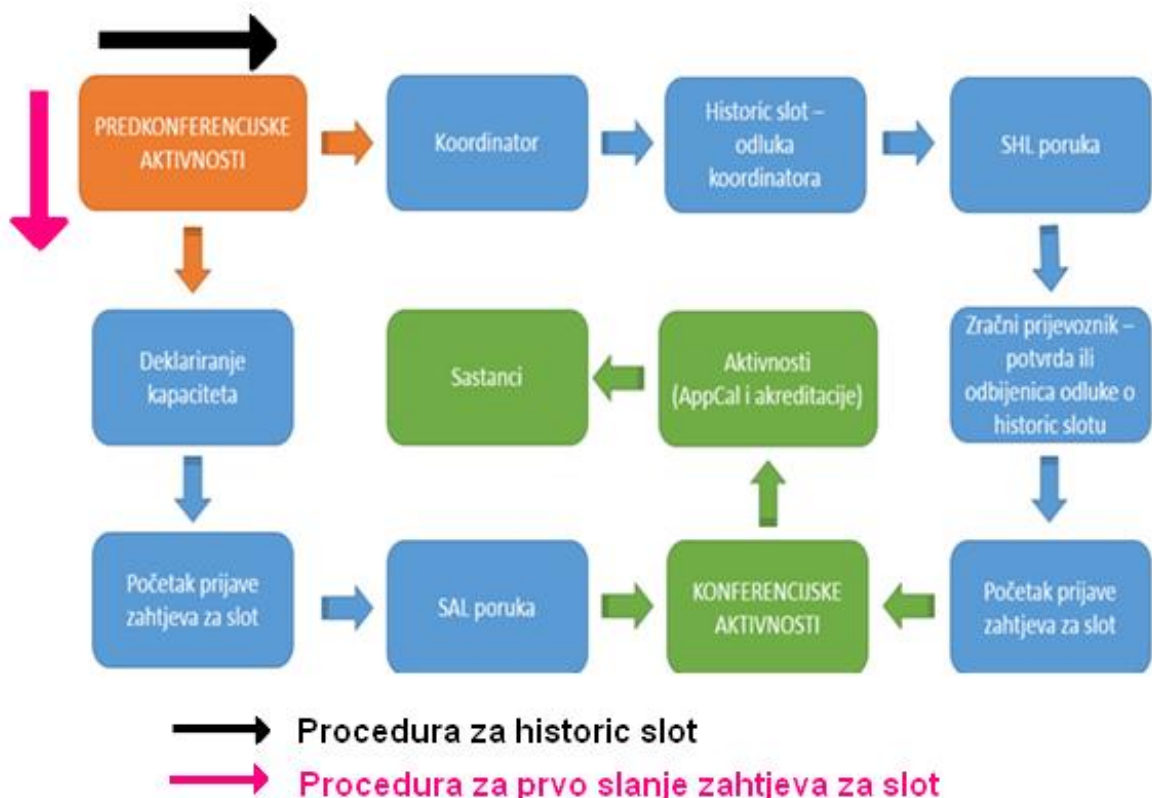 PREDKONFERENCIJSKE
AKTIVNOSTI
Koordinator
Historic slot –
odluka
koordinatora
SHL poruka
Deklariranje
kapaciteta
Sastanci
Aktivnosti
(AppCal i akreditacije)
Zračni prijevoznik –
potvrda ili
odbijenica odluke o
historic slotu
Početak prijave
zahtjeva za slot
SAL poruka
KONFERENCIJSKE
AKTIVNOSTI
Početak prijave
zahtjeva za slot
Procedura za historic slot
Procedura za prvo slanje zahtjeva za slot